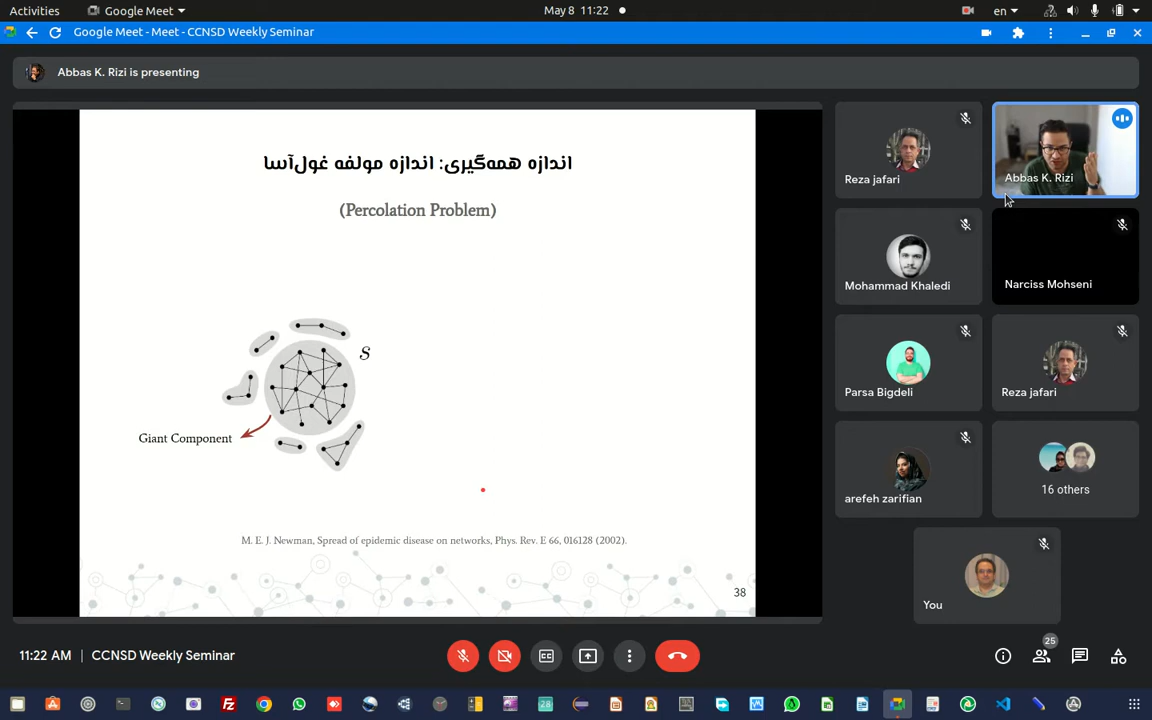 Activities
Google Meet
May 8 11:22
en
Google Meet - Meet - CCNSD Weekly Seminar
Abbas K. Rizi is presenting
اندازه همه‌گیری: اندازه مولفه غول‌آسا
(Percolation Problem)
S
Giant Component
M. E. J. Newman, Spread of epidemic disease on networks, Phys. Rev. E 66, 016128 (2002).
38
Reza jafari
Abbas K. Rizi
Mohammad Khaledi
Narciss Mohseni
Parsa Bigdeli
Reza jafari
arefeh zarifian
16 others
You
11:22 AM
CCNSD Weekly Seminar
25